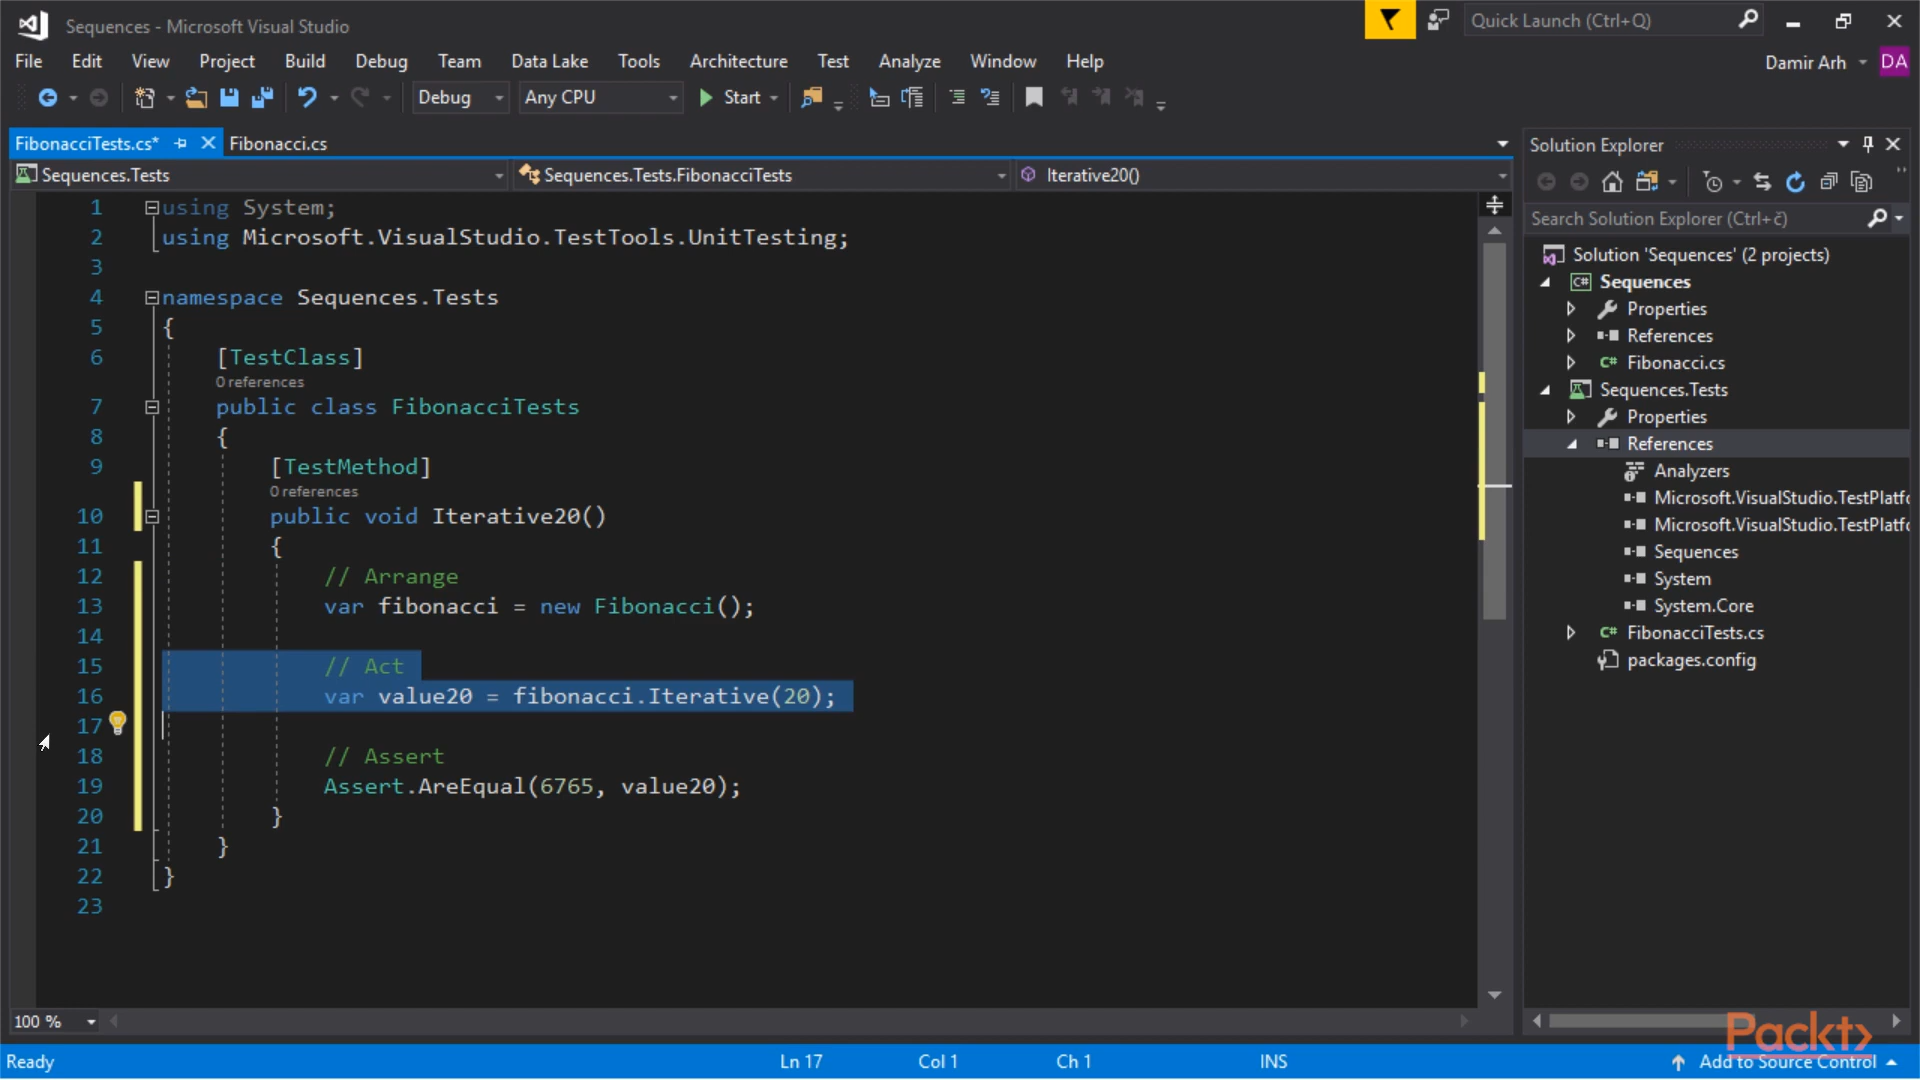 Sequences - Microsoft Visual Studio
Quick Launch (Ctrl+Q)
File Edit View Project Build Debug Team Data Lake Tools Architecture Test Analyze Window Help
Damir Arh DA
Debug Any CPU Start
FibonacciTests.cs* Fibonacci.cs
Sequences.Tests Sequences.Tests.FibonacciTests Iterative20()
1 using System;
2 using Microsoft.VisualStudio.TestTools.UnitTesting;
3
4 namespace Sequences.Tests
5 {
6 [TestClass]
0 references
7 public class FibonacciTests
8 {
9 [TestMethod]
0 references
10 public void Iterative20()
11 {
12 // Arrange
13 var fibonacci = new Fibonacci();
14
15 // Act
16 var value20 = fibonacci.Iterative(20);
17
18 // Assert
19 Assert.AreEqual(6765, value20);
20 }
21 }
22 }
23
100 %
Solution Explorer
Search Solution Explorer (Ctrl+č)
Solution 'Sequences' (2 projects)
C# Sequences
Properties
References
C# Fibonacci.cs
Sequences.Tests
Properties
References
Analyzers
Microsoft.VisualStudio.TestPlatfo
Microsoft.VisualStudio.TestPlatfo
Sequences
System
System.Core
C# FibonacciTests.cs
packages.config
Packt>
Ready Ln 17 Col 1 Ch 1 INS Add to Source Control